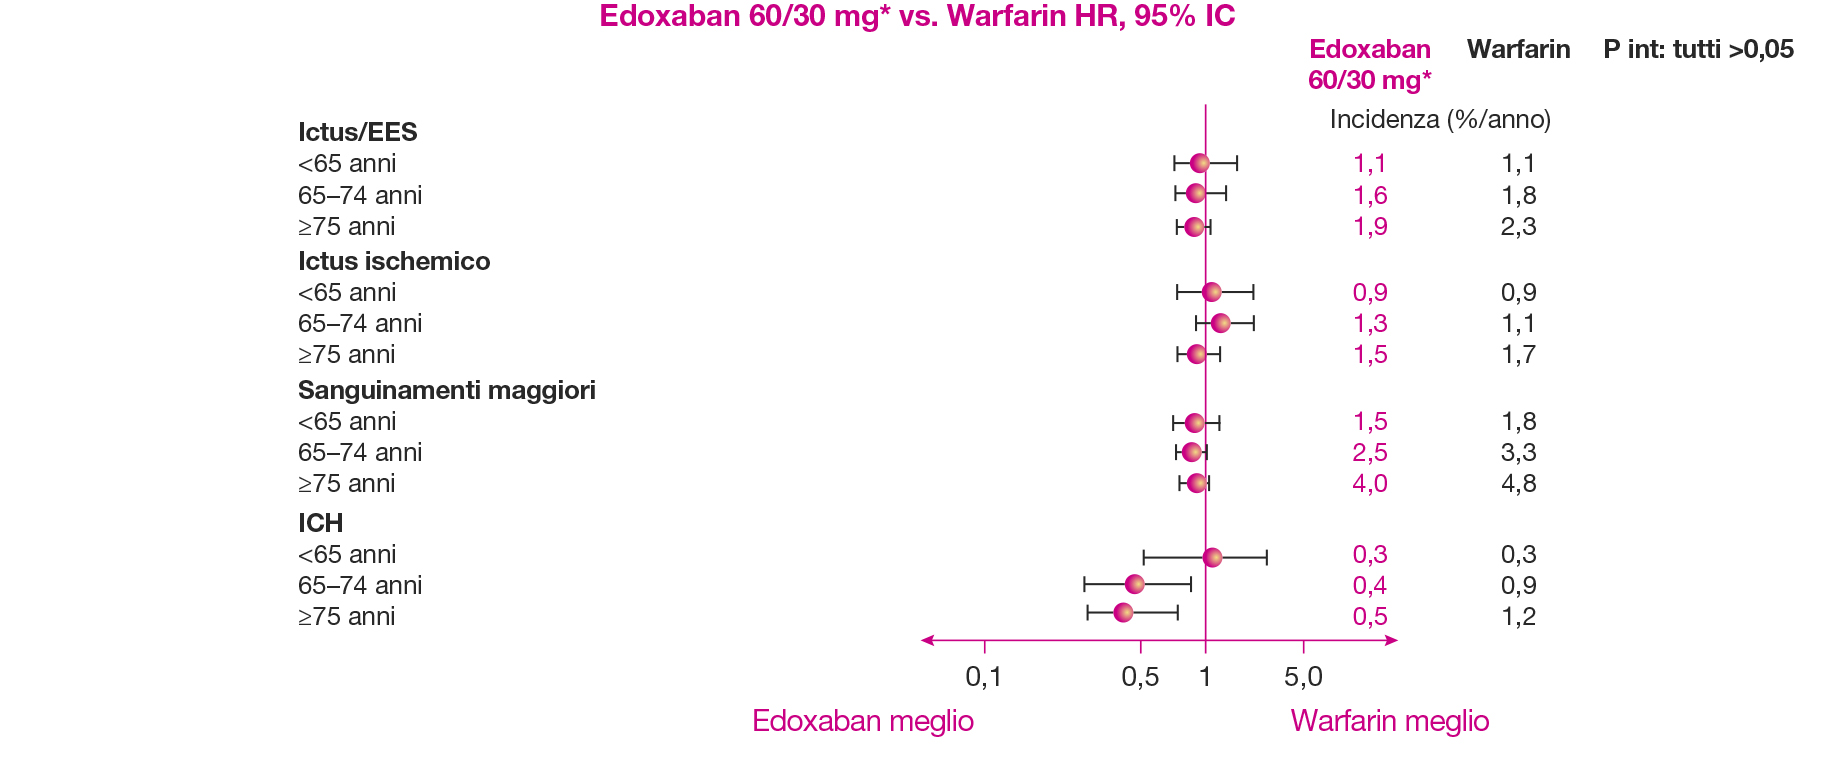 Edoxaban 60/30 mg* vs. Warfarin HR, 95% IC
Edoxaban 60/30 mg* Warfarin P int: tutti >0,05
Incidenza (%/anno)
Ictus/EES
<65 anni 1,1 1,1
65–74 anni 1,6 1,8
≥75 anni 1,9 2,3
Ictus ischemico
<65 anni 0,9 0,9
65–74 anni 1,3 1,1
≥75 anni 1,5 1,7
Sanguinamenti maggiori
<65 anni 1,5 1,8
65–74 anni 2,5 3,3
≥75 anni 4,0 4,8
ICH
<65 anni 0,3 0,3
65–74 anni 0,4 0,9
≥75 anni 0,5 1,2
0,1 0,5 1 5,0
Edoxaban meglio Warfarin meglio